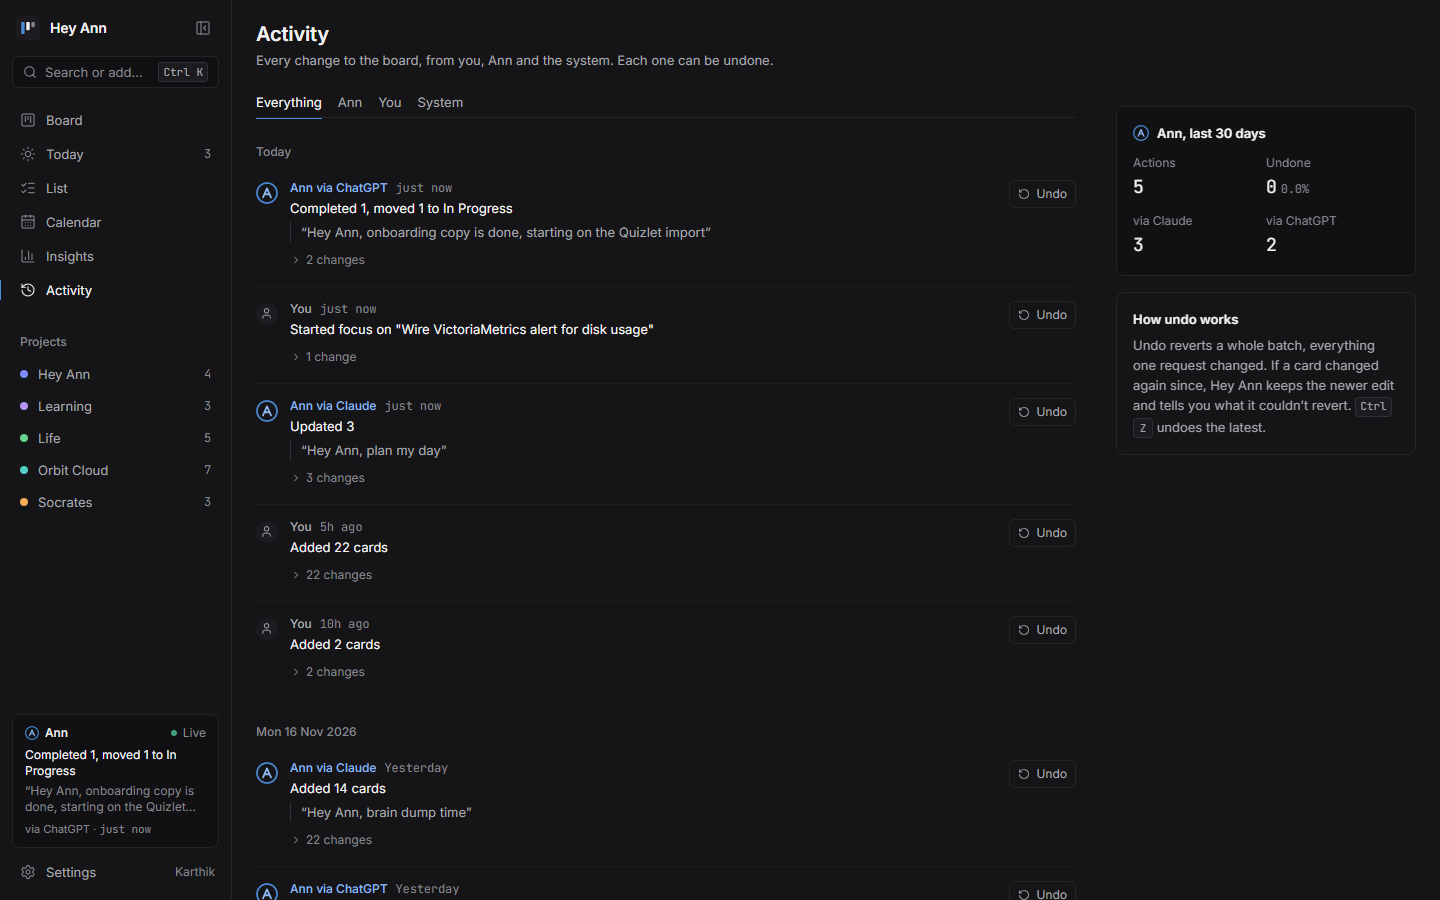 Hey Ann
Search or add...
Ctrl K
Board
Today 3
List
Calendar
Insights
Activity
Projects
Hey Ann 4
Learning 3
Life 5
Orbit Cloud 7
Socrates 3
Ann Live
Completed 1, moved 1 to In
Progress
“Hey Ann, onboarding copy is
done, starting on the Quizlet...
via ChatGPT · just now
Settings Karthik
Activity
Every change to the board, from you, Ann and the system. Each one can be undone.
Everything Ann You System
Today
Ann via ChatGPT just now
Undo
Completed 1, moved 1 to In Progress
“Hey Ann, onboarding copy is done, starting on the Quizlet import”
2 changes
You just now
Undo
Started focus on "Wire VictoriaMetrics alert for disk usage"
1 change
Ann via Claude just now
Undo
Updated 3
“Hey Ann, plan my day”
3 changes
You 5h ago
Undo
Added 22 cards
22 changes
You 10h ago
Undo
Added 2 cards
2 changes
Mon 16 Nov 2026
Ann via Claude Yesterday
Undo
Added 14 cards
“Hey Ann, brain dump time”
22 changes
Ann via ChatGPT Yesterday
Undo
Ann, last 30 days
Actions Undone
5 0 0.0%
via Claude via ChatGPT
3 2
How undo works
Undo reverts a whole batch, everything
one request changed. If a card changed
again since, Hey Ann keeps the newer edit
and tells you what it couldn’t revert. Ctrl
Z undoes the latest.